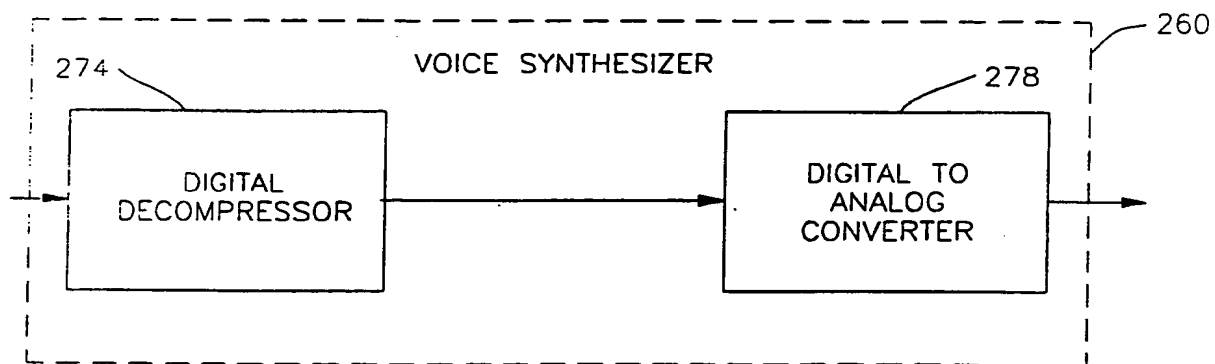 260
VOICE SYNTHESIZER
274
278
DIGITAL
DECOMPRESSOR
DIGITAL TO
ANALOG
CONVERTER